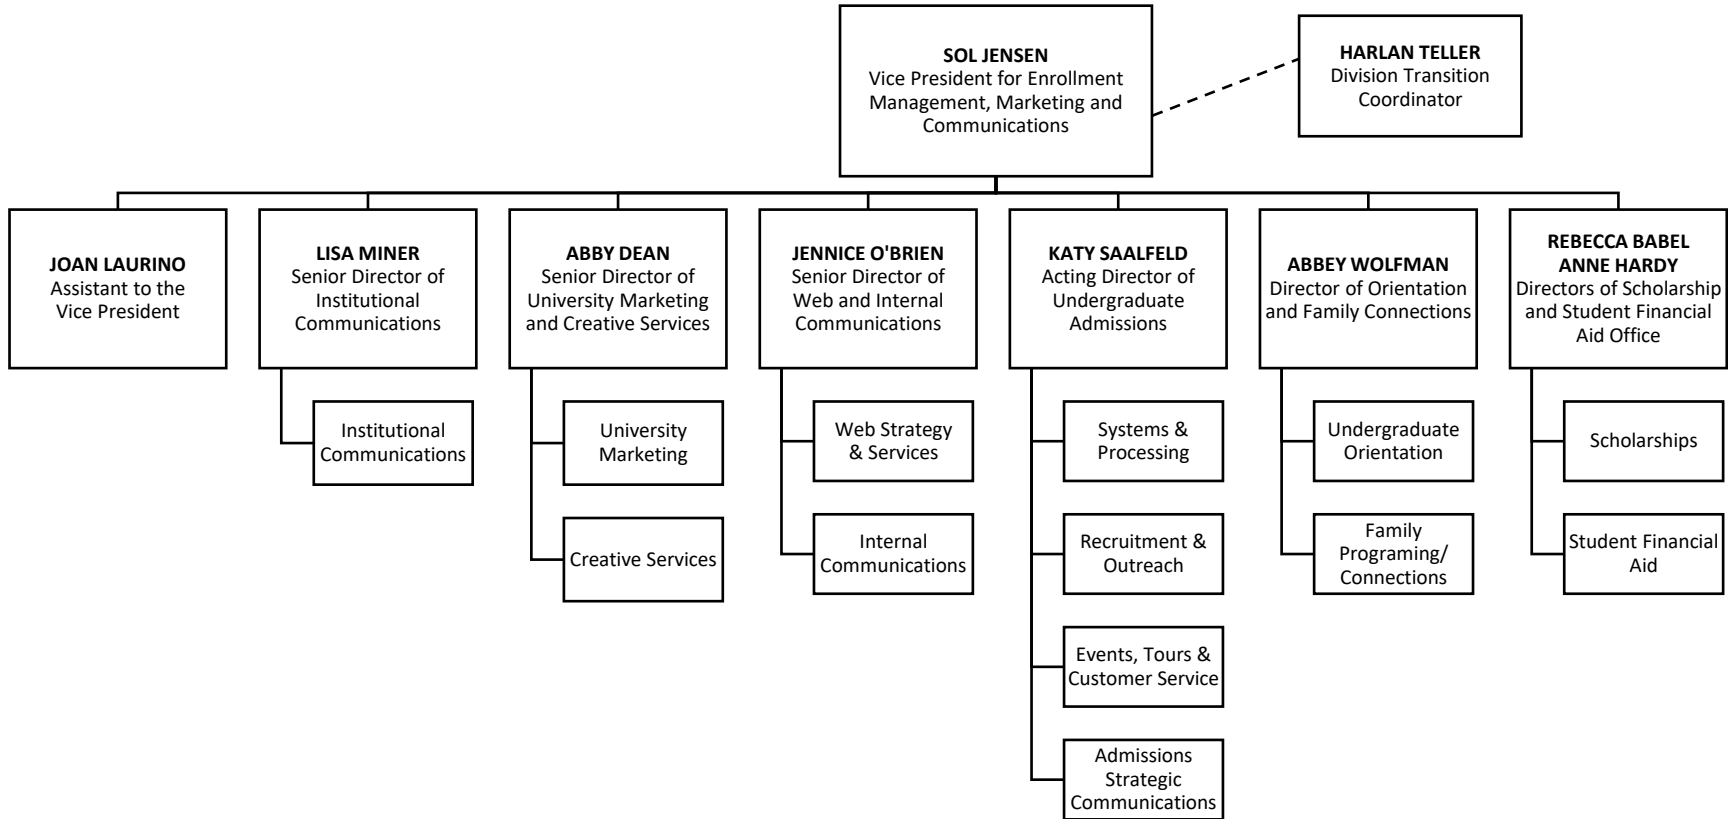 SOL JENSEN
Vice President for Enrollment
Management, Marketing and
Communications
HARLAN TELLER
Division Transition
Coordinator
JOAN LAURINO
Assistant to the
Vice President
LISA MINER
Senior Director of
Institutional
Communications
ABBY DEAN
Senior Director of
University Marketing
and Creative Services
JENNICE O'BRIEN
Senior Director of
Web and Internal
Communications
KATY SAALFELD
Acting Director of
Undergraduate
Admissions
ABBEY WOLFMAN
Director of Orientation
and Family Connections
REBECCA BABEL
ANNE HARDY
Directors of Scholarship
and Student Financial
Aid Office
Institutional
Communications
University
Marketing
Creative Services
Web Strategy
& Services
Internal
Communications
Systems &
Processing
Recruitment &
Outreach
Events, Tours &
Customer Service
Admissions
Strategic
Communications
Undergraduate
Orientation
Family
Programing/
Connections
Scholarships
Student Financial
Aid